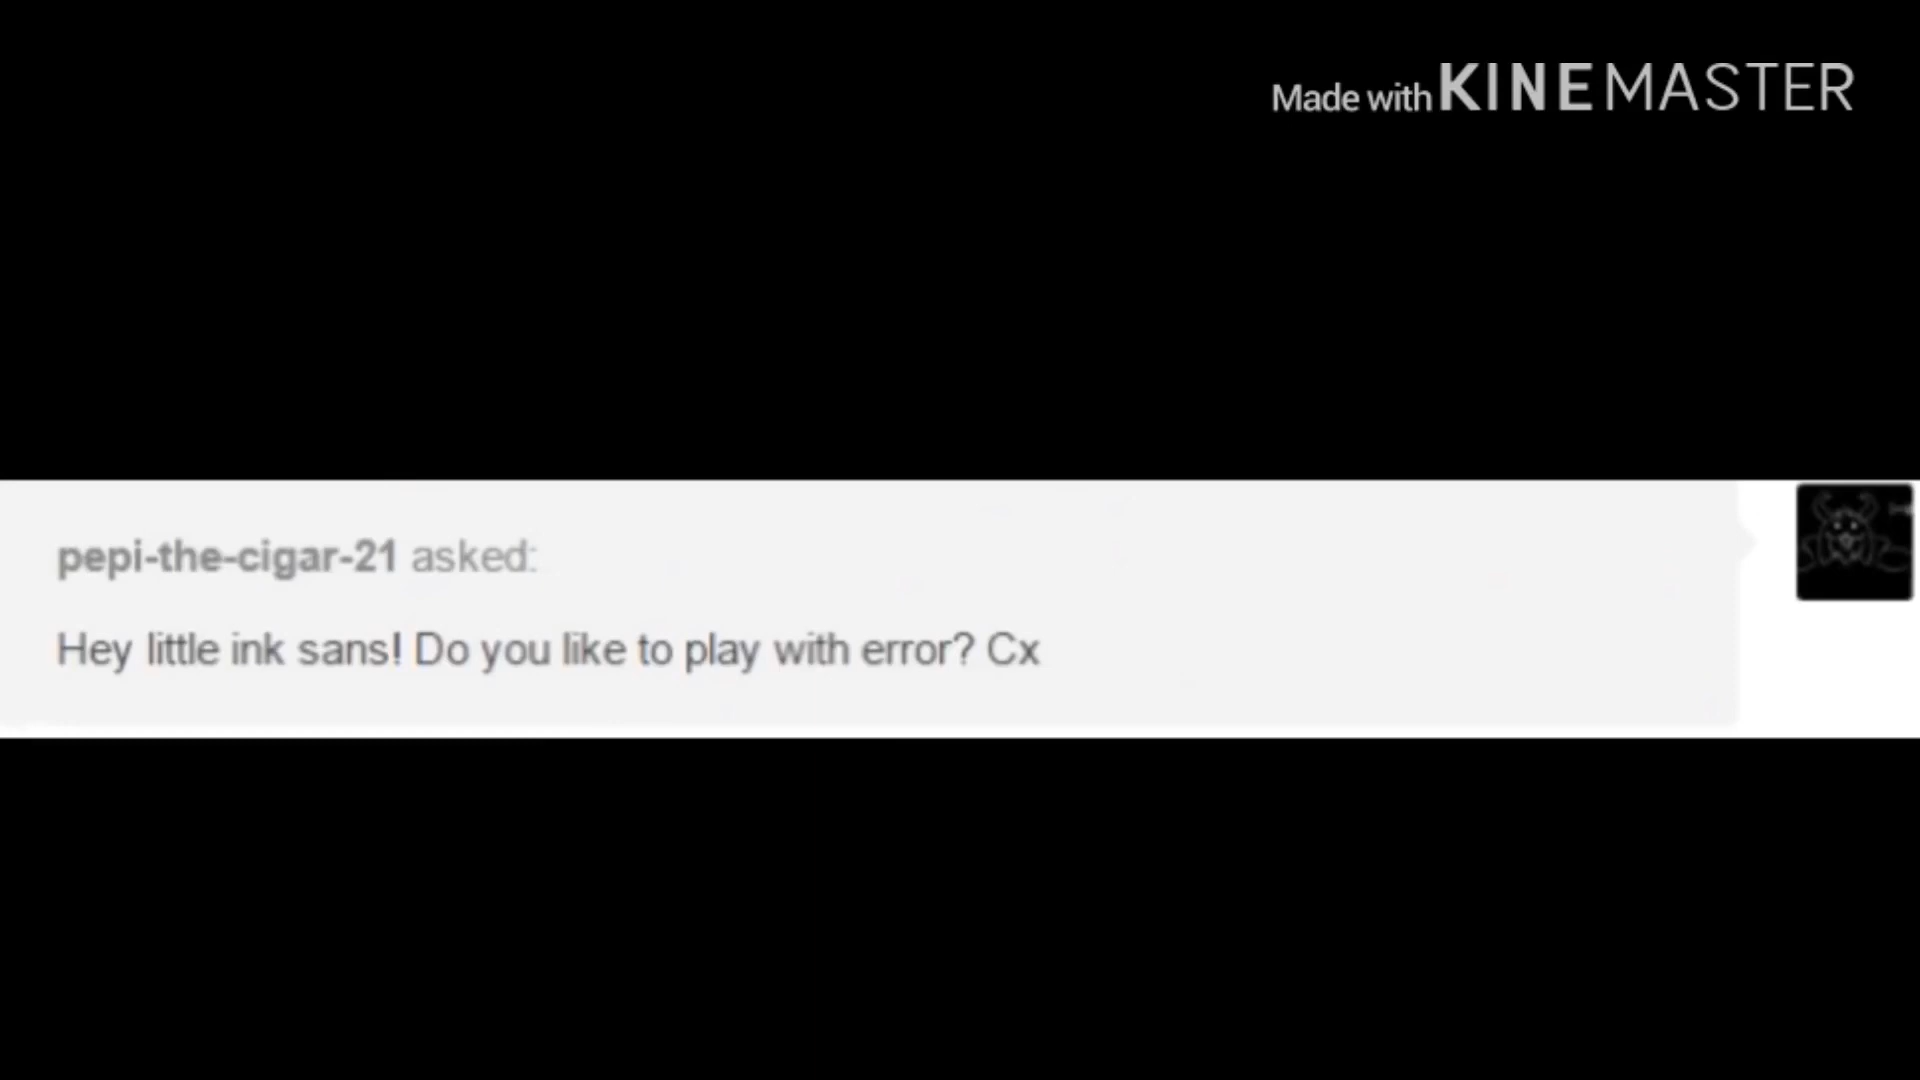 Made with KINEMASTER
pepi-the-cigar-21 asked:
Hey little ink sans! Do you like to play with error? Cx